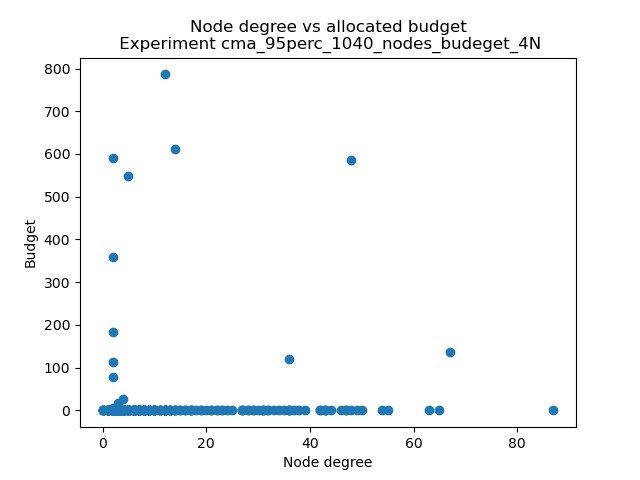 Node degree vs allocated budget
Experiment cma_95perc_1040_nodes_budeget_4N
800
700
600
500
400
300
200
100
0
Budget
0 20 40 60 80
Node degree